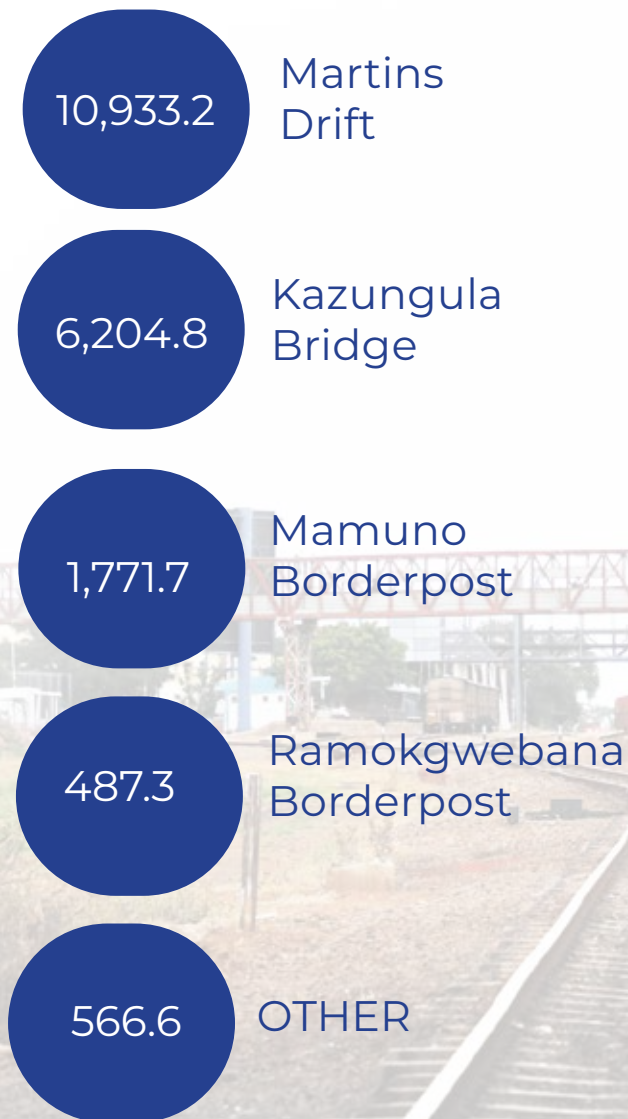 10,933.2
Martins
Drift
6,204.8
Kazungula
Bridge
1,771.7
Mamuno
Borderpost
487.3
Ramokgwebana
Borderpost
566.6
OTHER